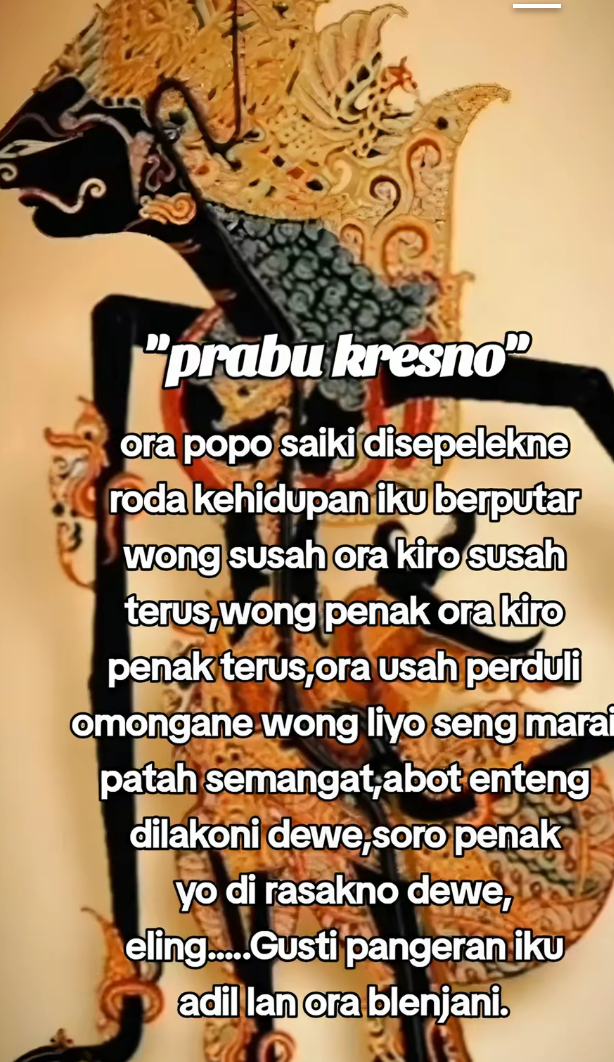 "prabu kresno"
ora popo saiki disepelekne
roda kehidupan iku berputar
wong susah ora kiro susah
terus,wong penak ora kiro
penak terus,ora usah perduli
omongane wong liyo seng marai
patah semangat,abot enteng
dilakoni dewe,soro penak
yo di rasakno dewe,
eling.....Gusti pangeran iku
adil lan ora blenjani.